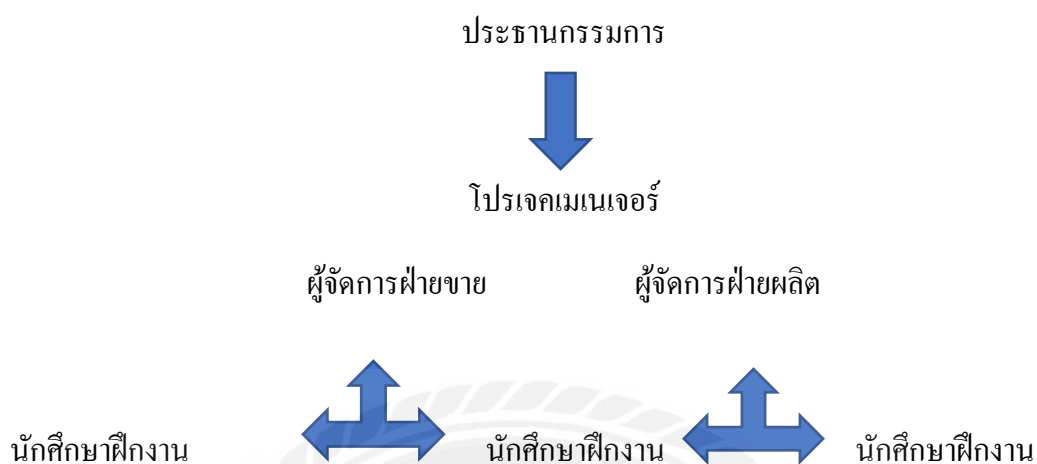 ประธานกรรมการ
โปรเจคเมเนเจอร์
ผู้จัดการฝ่ายขาย ผู้จัดการฝ่ายผลิต
นักศึกษาฝึกงาน นักศึกษาฝึกงาน นักศึกษาฝึกงาน